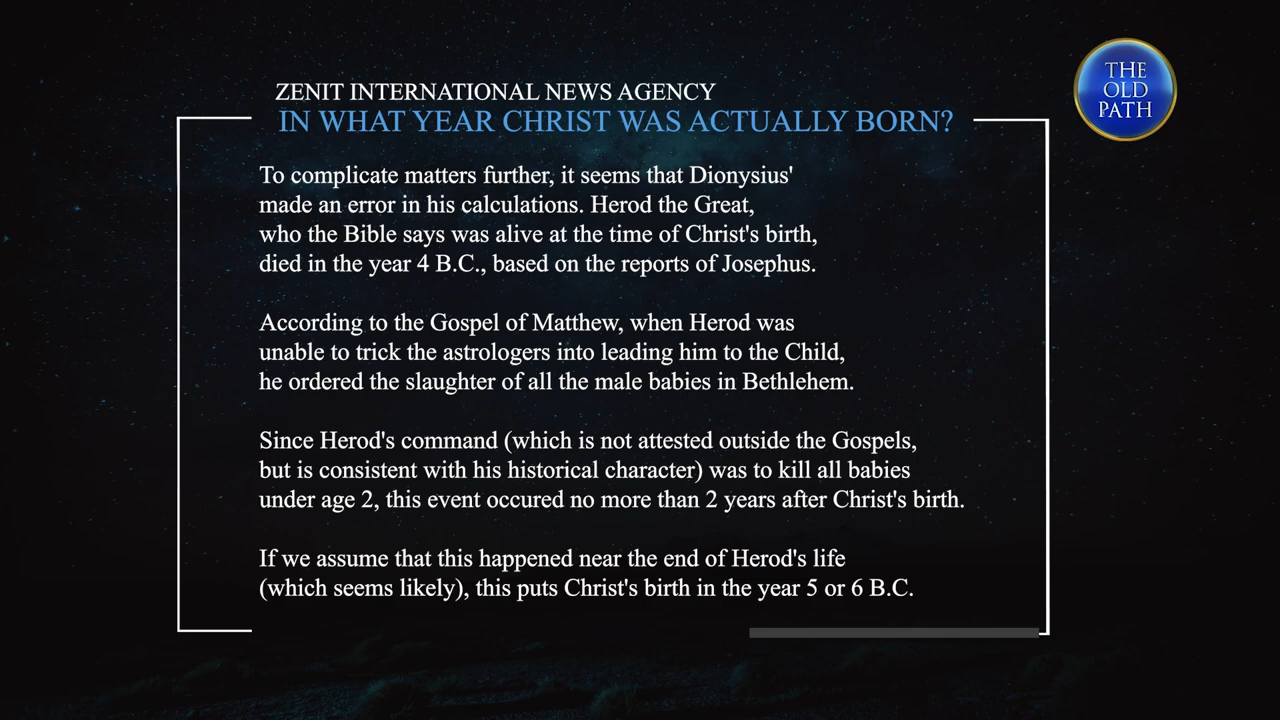 ZENIT INTERNATIONAL NEWS AGENCY
IN WHAT YEAR CHRIST WAS ACTUALLY BORN?
THE
OLD
PATH
To complicate matters further, it seems that Dionysius'
made an error in his calculations. Herod the Great,
who the Bible says was alive at the time of Christ's birth,
died in the year 4 B.C., based on the reports of Josephus.
According to the Gospel of Matthew, when Herod was
unable to trick the astrologers into leading him to the Child,
he ordered the slaughter of all the male babies in Bethlehem.
Since Herod's command (which is not attested outside the Gospels,
but is consistent with his historical character) was to kill all babies
under age 2, this event occured no more than 2 years after Christ's birth.
If we assume that this happened near the end of Herod's life
(which seems likely), this puts Christ's birth in the year 5 or 6 B.C.